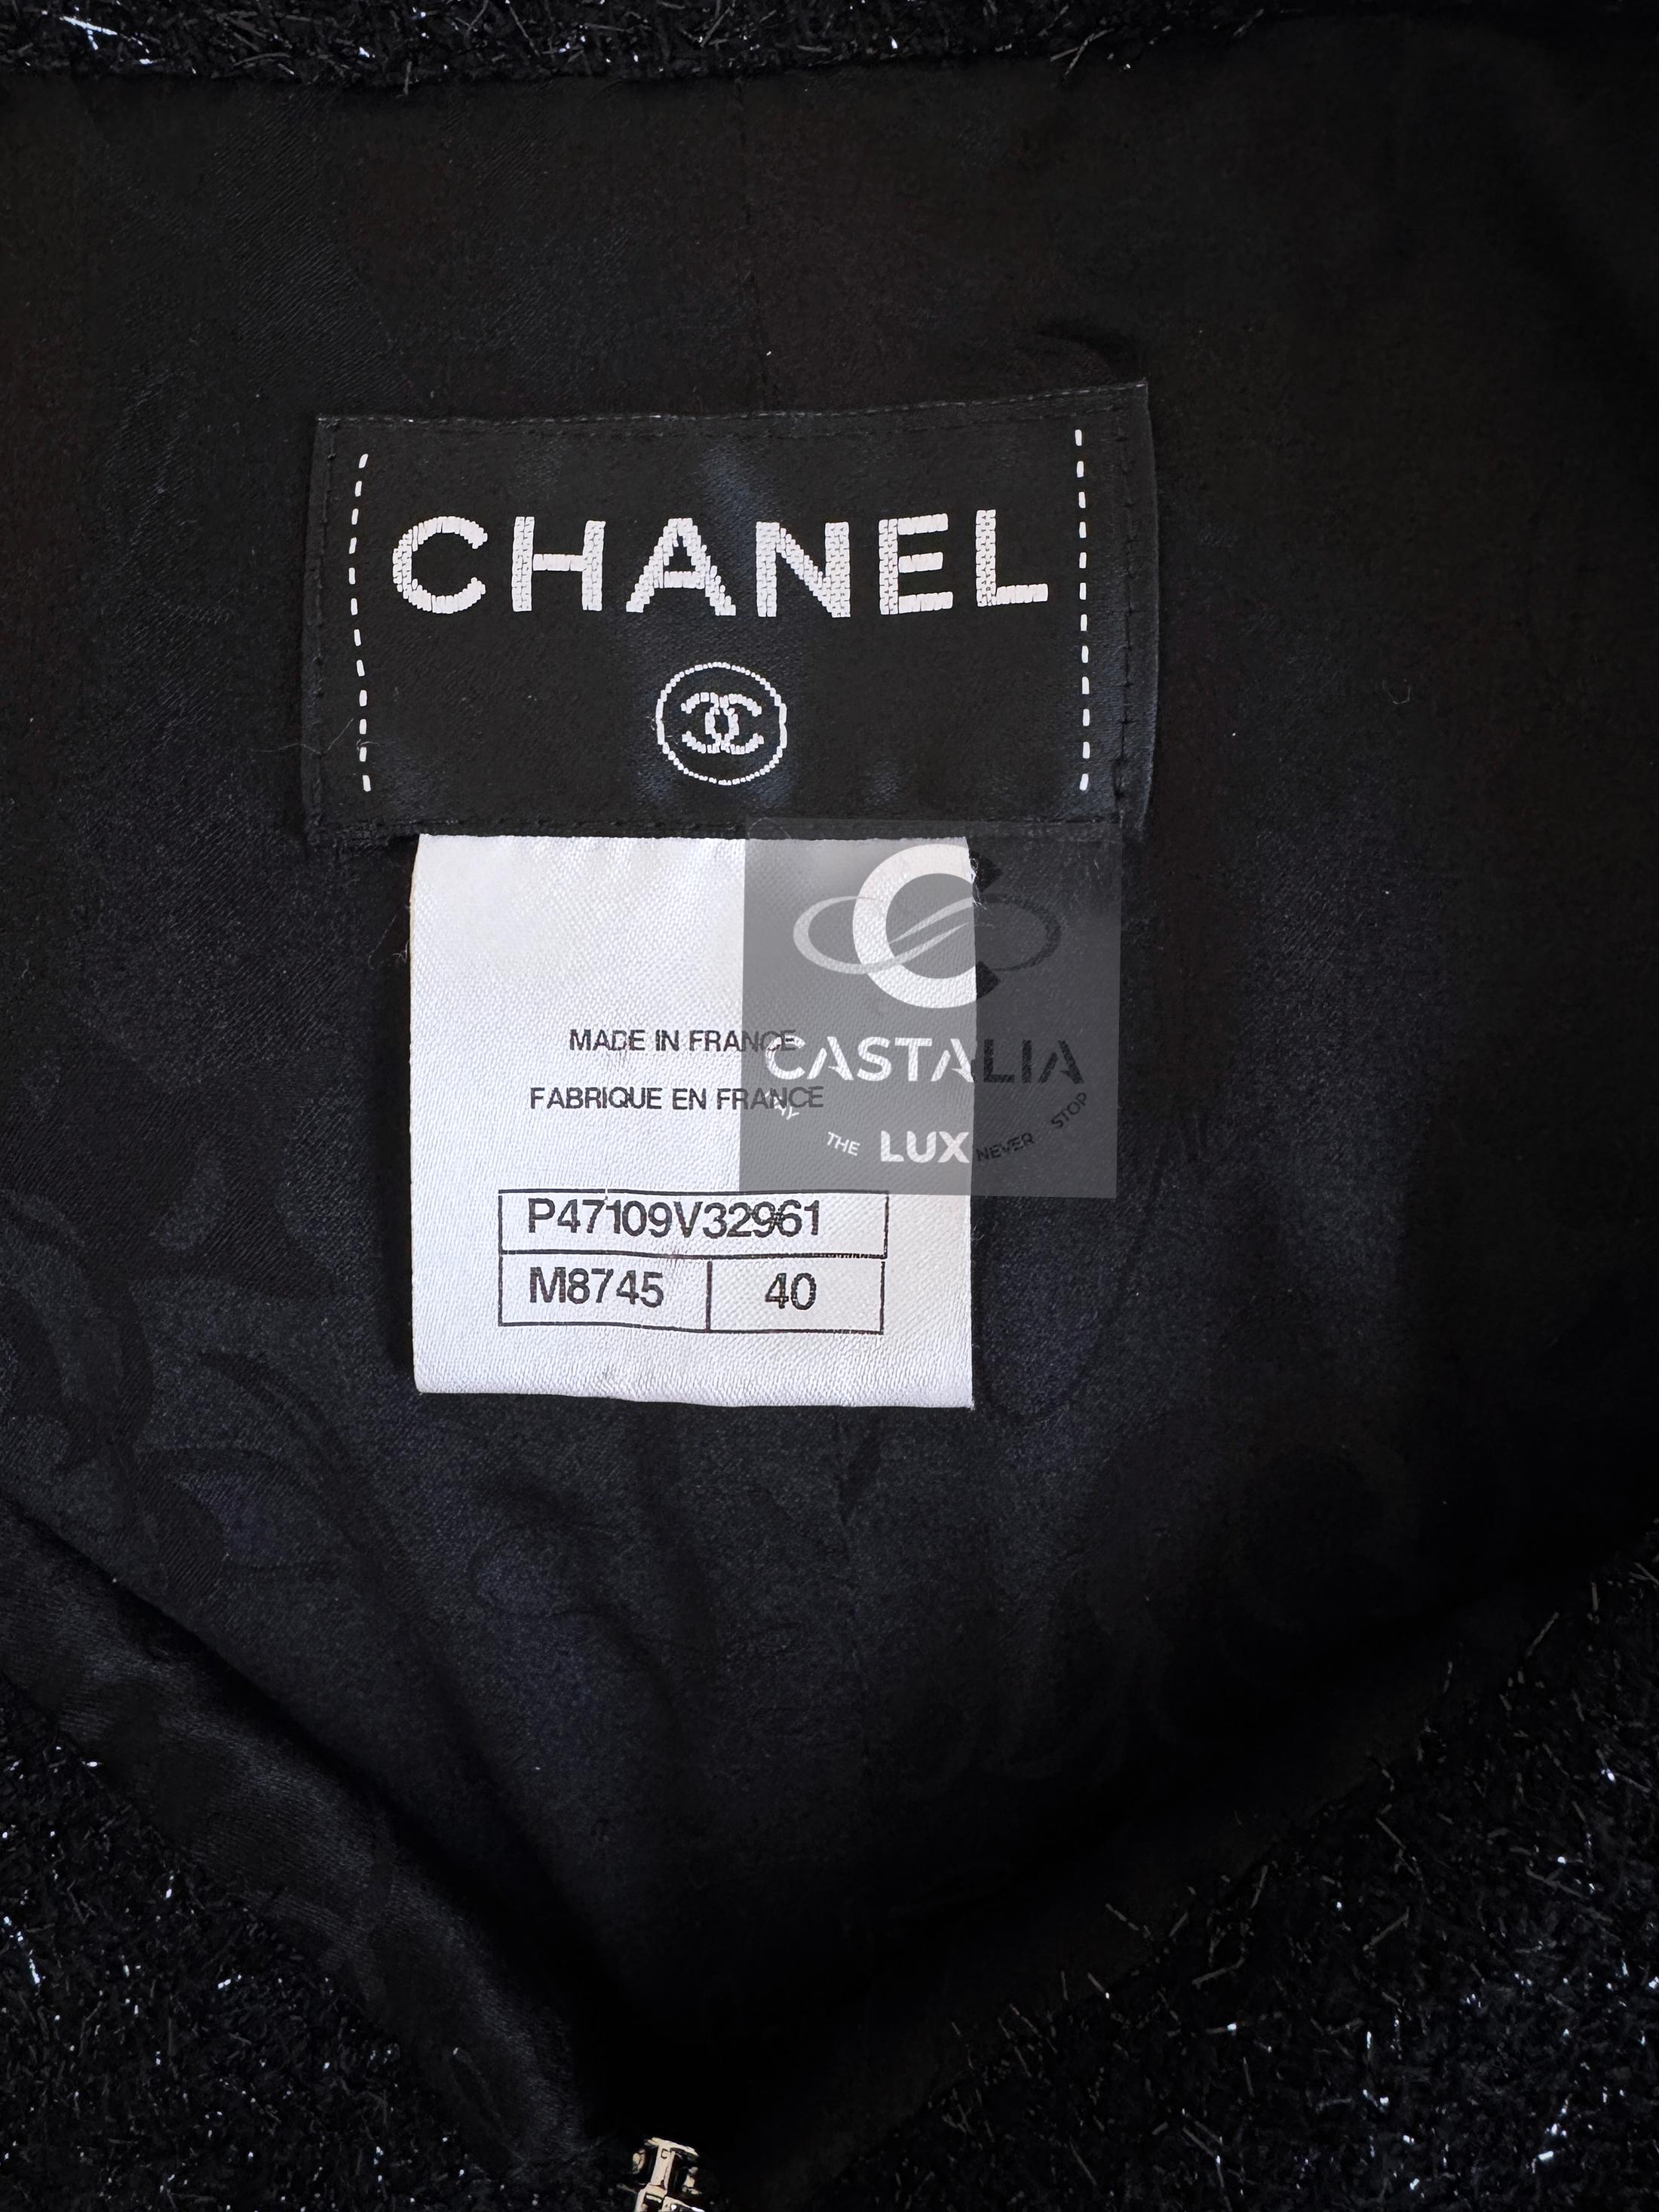 CHANEL
MADE IN FRANCE
FABRIQUE EN FRANCE
P47109V32961
M8745 40
CASTALIA
THE LUX NEVER STOP